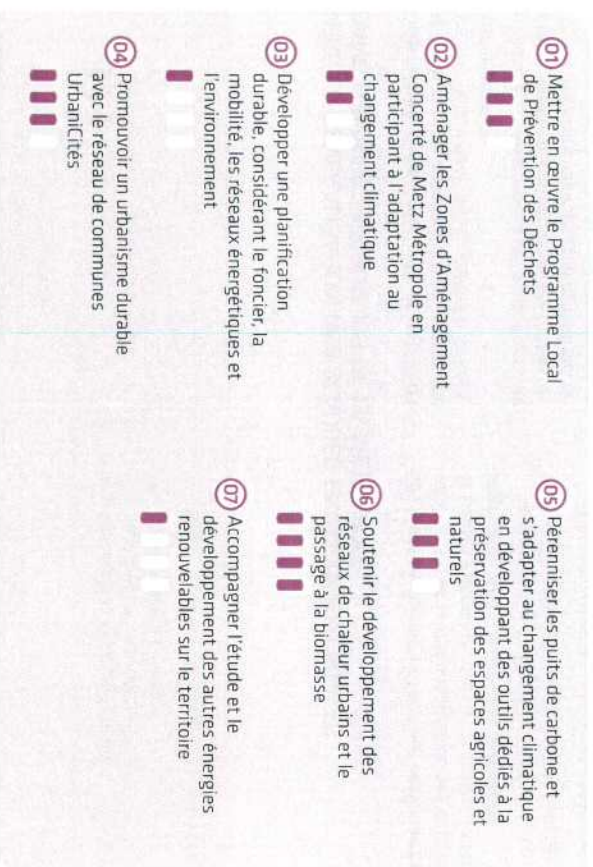 01 Mettre en œuvre le Programme Local
de Prévention des Déchets
02 Aménager les Zones d'Aménagement
Concerté de Metz Métropole en
participant à l'adaptation au
changement climatique
03 Développer une planification
durable, considérant le foncier, la
mobilité, les réseaux énergétiques et
l'environnement
04 Promouvoir un urbanisme durable
avec le réseau de communes
UrbaniCités
05 Pérenniser les puits de carbone et
s'adapter au changement climatique
en développant des outils dédiés à la
préservation des espaces agricoles et
naturels
06 Soutenir le développement des
réseaux de chaleur urbains et le
passage à la biomasse
07 Accompagner l'étude et le
développement des autres énergies
renouvelables sur le territoire